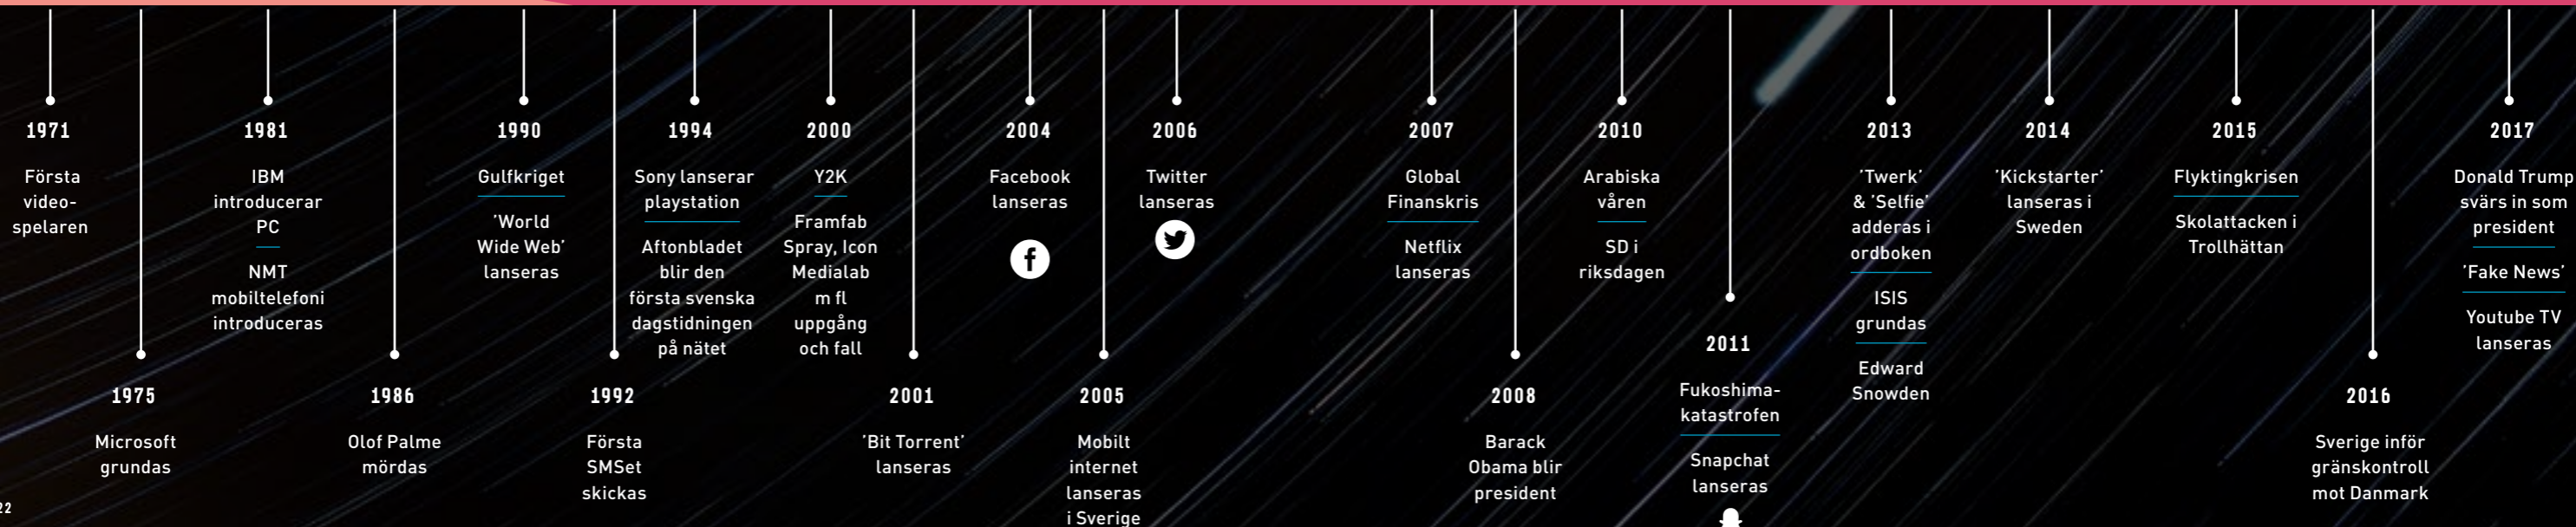 1971
Första
video-
spelaren
1975
Microsoft
grundas
1981
IBM
introducerar
PC
NMT
mobiltelefoni
introduceras
1986
Olof Palme
mördas
1990
Gulfkriget
'World
Wide Web'
lanseras
1992
Första
SMSet
skickas
1994
Sony lanserar
playstation
Aftonbladet
blir den
första svenska
dagstidningen
på nätet
2000
Y2K
Framfab
Spray, Icon
Medialab
m fl
uppgång
och fall
2001
'Bit Torrent'
lanseras
2004
Facebook
lanseras
f
2005
Mobilt
internet
lanseras
i Sverige
2006
Twitter
lanseras
2007
Global
Finanskris
Netflix
lanseras
2008
Barack
Obama blir
president
2010
Arabiska
våren
SD i
riksdagen
2011
Fukoshima-
katastrofen
Snapchat
lanseras
2013
'Twerk'
& 'Selfie'
adderas i
ordboken
ISIS
grundas
Edward
Snowden
2014
'Kickstarter'
lanseras i
Sweden
2015
Flyktingkrisen
Skolattacken i
Trollhättan
2016
Sverige inför
gränskontroll
mot Danmark
2017
Donald Trump
svärs in som
president
'Fake News'
Youtube TV
lanseras
22